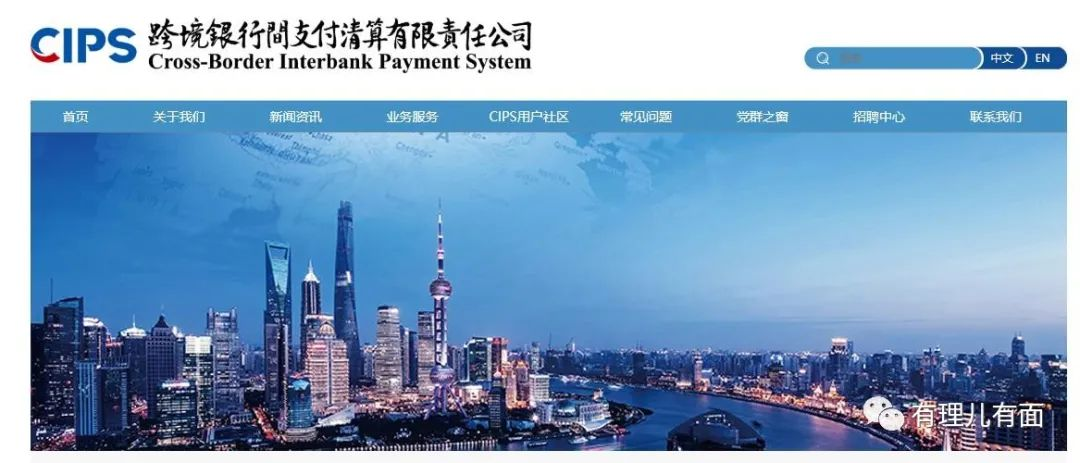 CIPS
跨境銀行間支付清算有限責任公司
Cross-Border Interbank Payment System
中文
EN
首页
关于我们
新闻资讯
业务服务
CIPS用户社区
常见问题
党群之窗
招聘中心
联系我们
Chengdu
有理儿有面